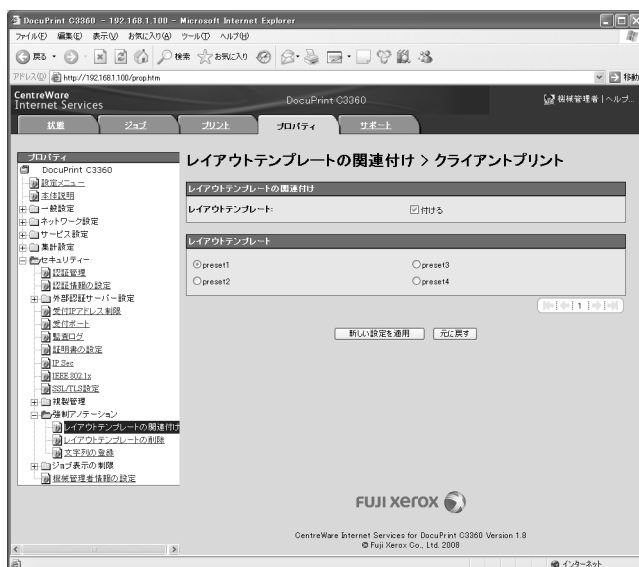 DocuPrint C3360 - 192.168.1.100 - Microsoft Internet Explorer
ファイル(F) 編集(E) 表示(V) お気に入り(A) ツール(T) ヘルプ(H)
戻る 検索 お気に入り
アドレス(D) http://192.168.1.100/prop.htm 移動
CentreWare
Internet Services
DocuPrint C3360
機械管理者 | ヘルプ...
状態 ジョブ プリント プロパティ サポート
プロパティ
DocuPrint C3360
設定メニュー
本体説明
一般設定
ネットワーク設定
サービス設定
集計設定
セキュリティー
認証管理
認証情報の設定
外部認証サーバー設定
受付IPアドレス制限
受付ポート
監査ログ
証明書の設定
IP Sec
IEEE 802.1x
SSL/TLS設定
複製管理
強制アノテーション
レイアウトテンプレートの関連付け
レイアウトテンプレートの削除
文字列の登録
ジョブ表示の制限
機械管理者情報の設定
レイアウトテンプレートの関連付け > クライアントプリント
レイアウトテンプレートの関連付け
レイアウトテンプレート: 付ける
レイアウトテンプレート
preset1 preset3
preset2 preset4
1
新しい設定を適用 元に戻す
FUJI XEROX
CentreWare Internet Services for DocuPrint C3360 Version 1.8
© Fuji Xerox Co., Ltd. 2008
インターネット